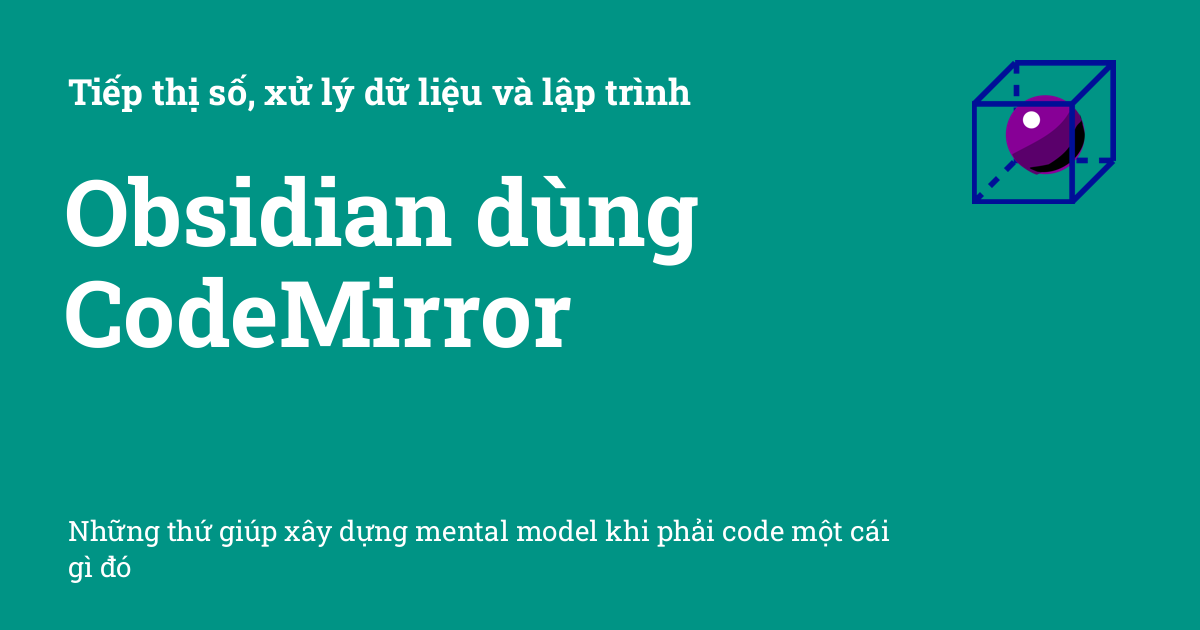 Tiếp thị số, xử lý dữ liệu và lập trình
Obsidian dùng
CodeMirror
Những thứ giúp xây dựng mental model khi phải code một cái
gì đó